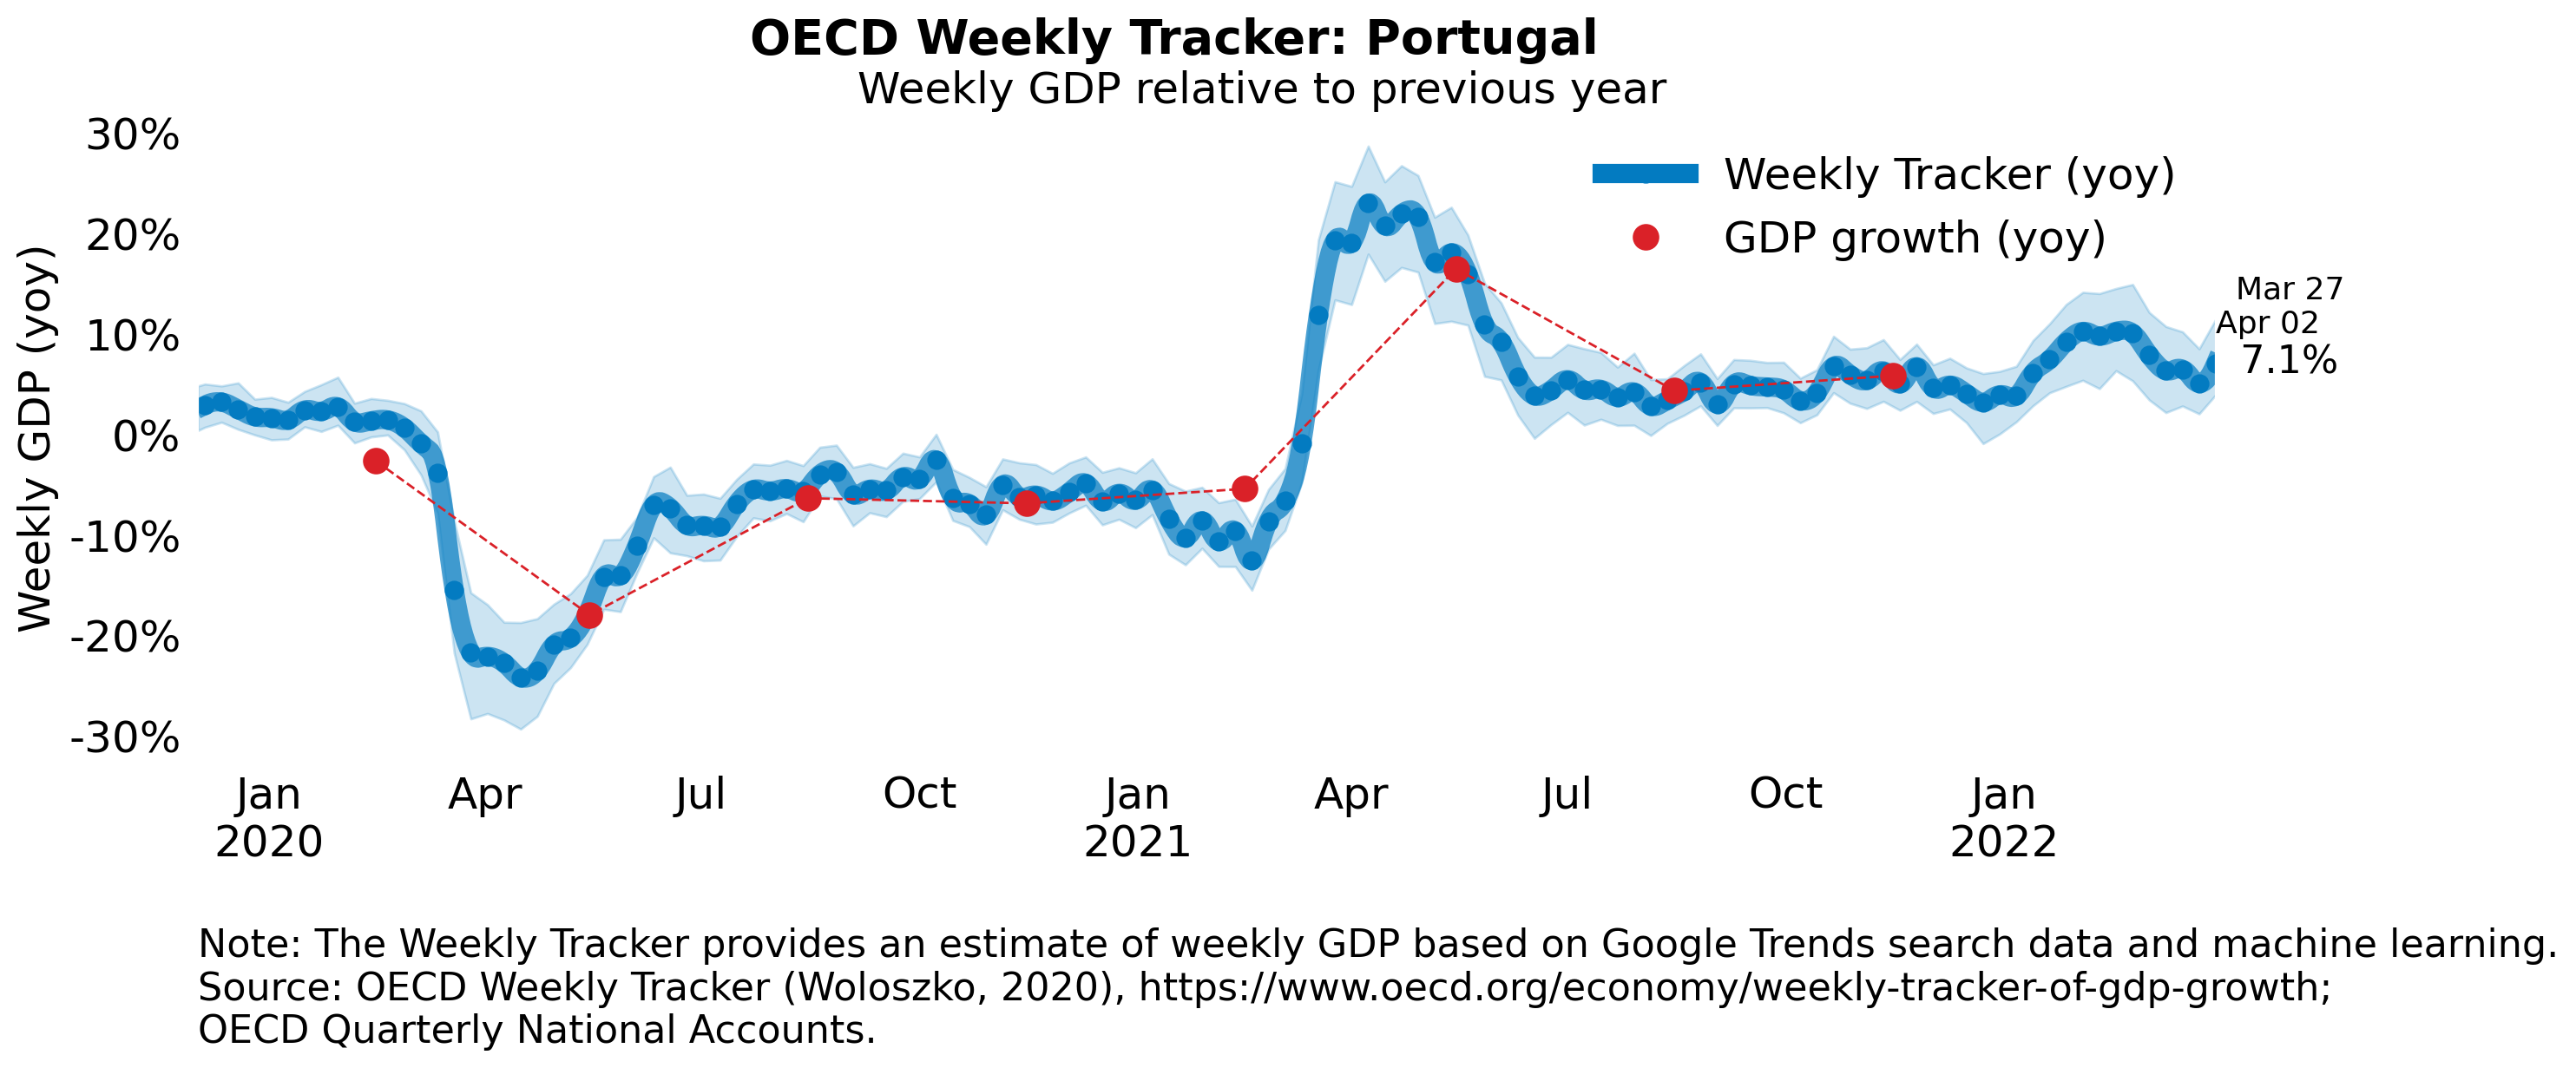 OECD Weekly Tracker: Portugal
Weekly GDP relative to previous year
Weekly GDP (yoy)
30%
20%
10%
0%
-10%
-20%
-30%
Weekly Tracker (yoy)
GDP growth (yoy)
Mar 27
Apr 02
7.1%
Jan
2020
Apr
Jul
Oct
Jan
2021
Apr
Jul
Oct
Jan
2022
Note: The Weekly Tracker provides an estimate of weekly GDP based on Google Trends search data and machine learning.
Source: OECD Weekly Tracker (Woloszko, 2020), https://www.oecd.org/economy/weekly-tracker-of-gdp-growth;
OECD Quarterly National Accounts.